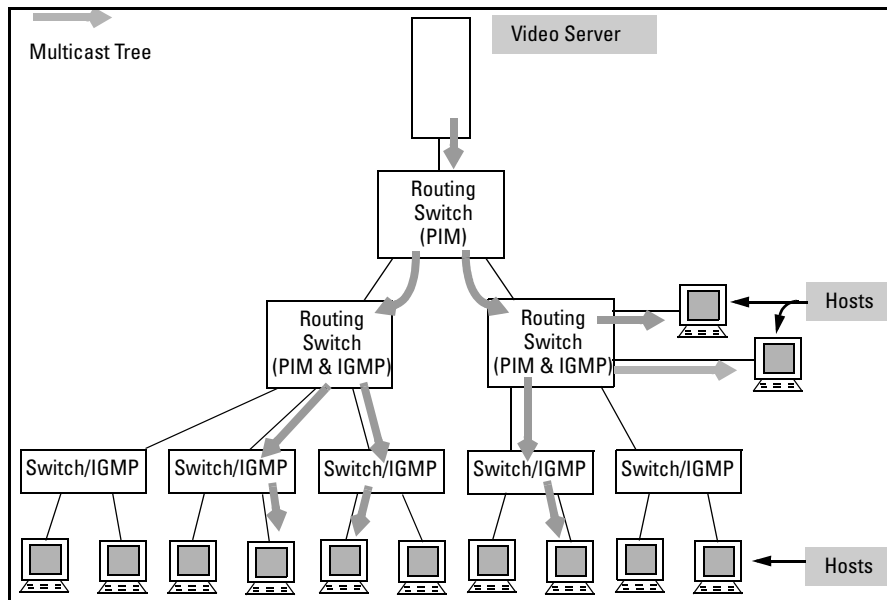 Video Server
Multicast Tree
Routing
Switch
(PIM)
Routing
Switch
(PIM & IGMP)
Routing
Switch
(PIM & IGMP)
Hosts
Switch/IGMP
Switch/IGMP
Switch/IGMP
Switch/IGMP
Switch/IGMP
Hosts